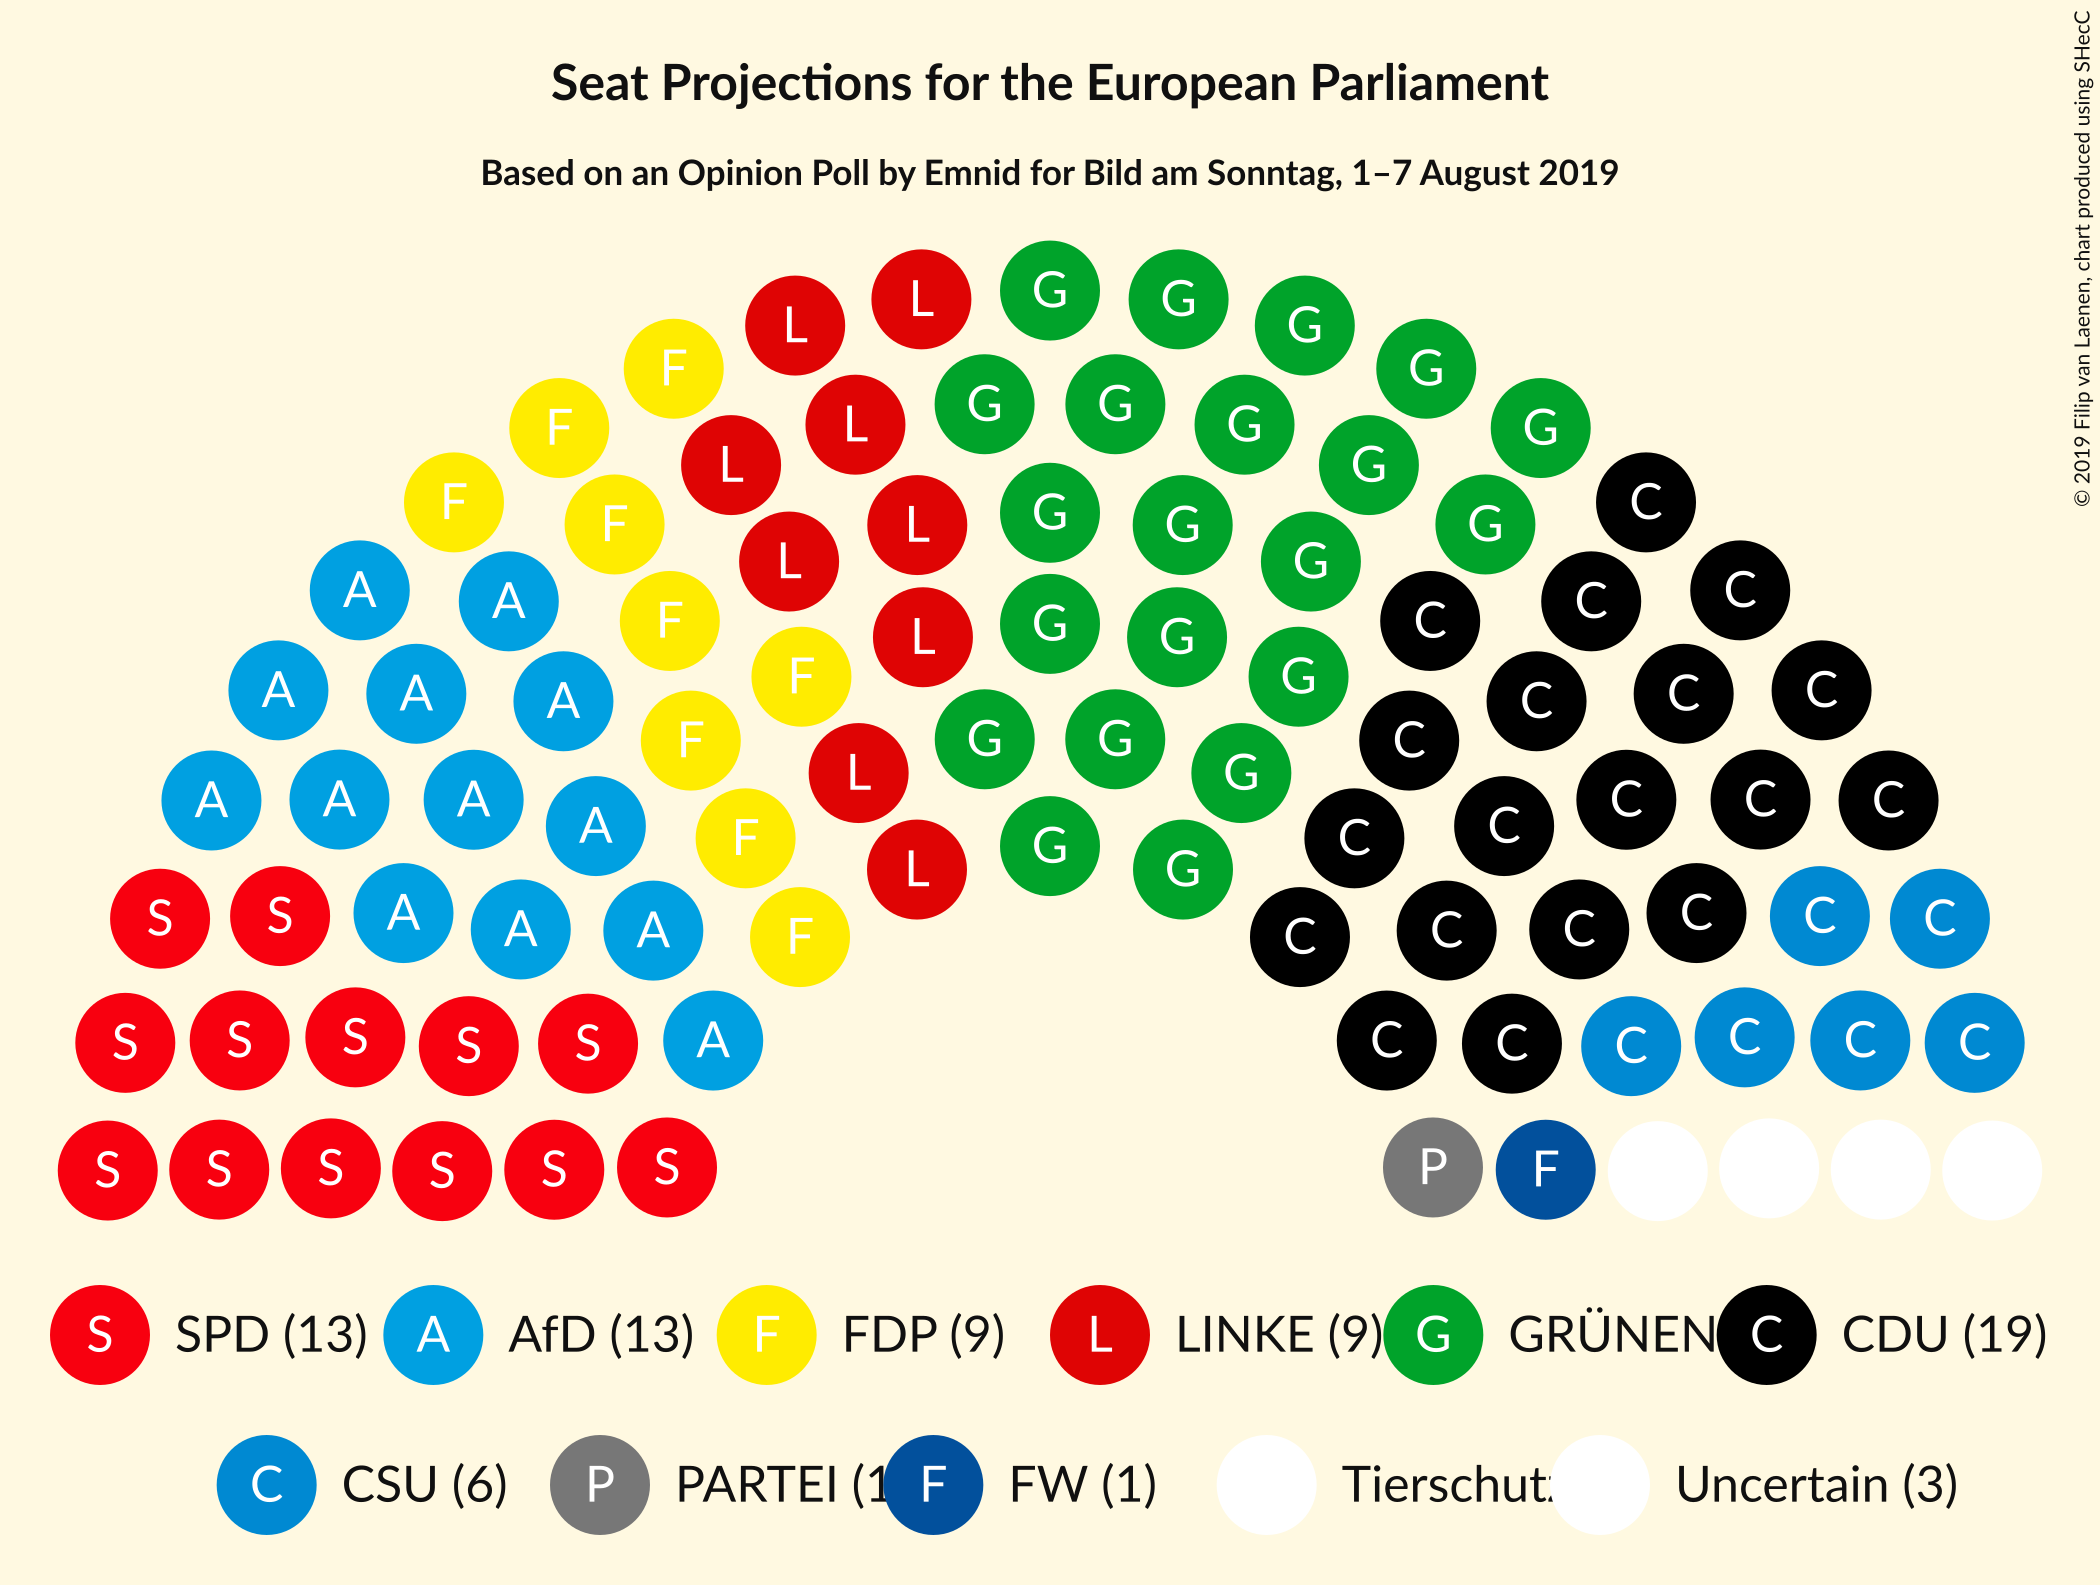 Seat Projections for the European Parliament
Based on an Opinion Poll by Emnid for Bild am Sonntag, 1–7 August 2019
© 2019 Filip van Laenen, chart produced using SHecC
L L G G G
F L G G G G
F L G G G G G
F F L G G G G C
A A F L G G G C C C
A A A F F L G G G C C C C C
A A A A F L G G G C C C C C
S S A A A F L G G C C C C C C
S S S S S A C C C C C C
S S S S S S P F
S SPD (13) A AfD (13) F FDP (9) L LINKE (9) G GRÜNEN C CDU (19)
C CSU (6) P PARTEI (1 F FW (1) Tierschutz Uncertain (3)